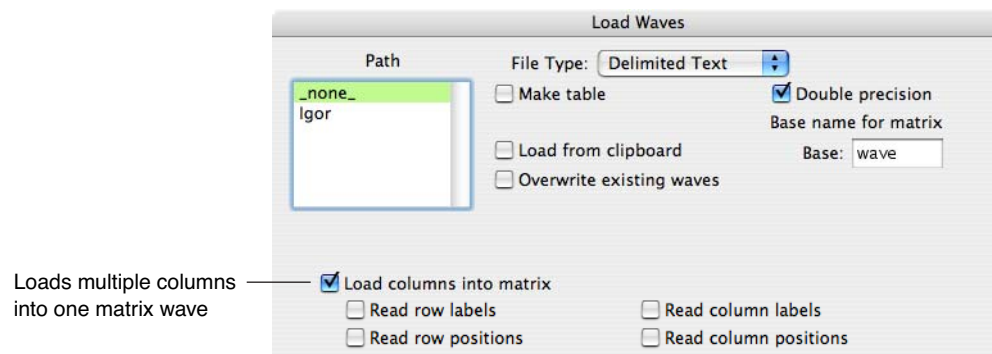 Load Waves
Path
File Type: Delimited Text
_none_
Igor
Make table
Double precision
Base name for matrix
Load from clipboard
Base: wave
Overwrite existing waves
Loads multiple columns
into one matrix wave
Load columns into matrix
Read row labels
Read column labels
Read row positions
Read column positions